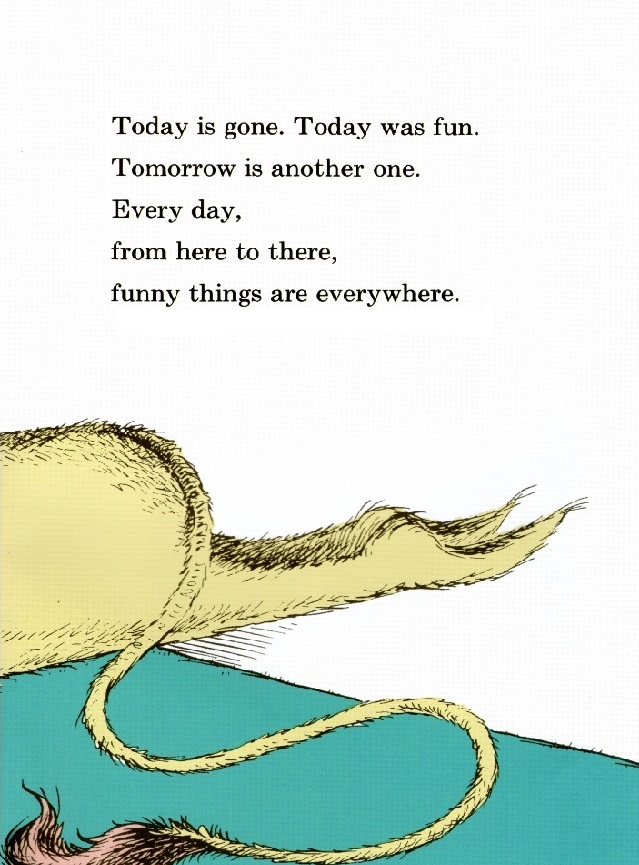 Today is gone. Today was fun.
Tomorrow is another one.
Every day,
from here to there,
funny things are everywhere.